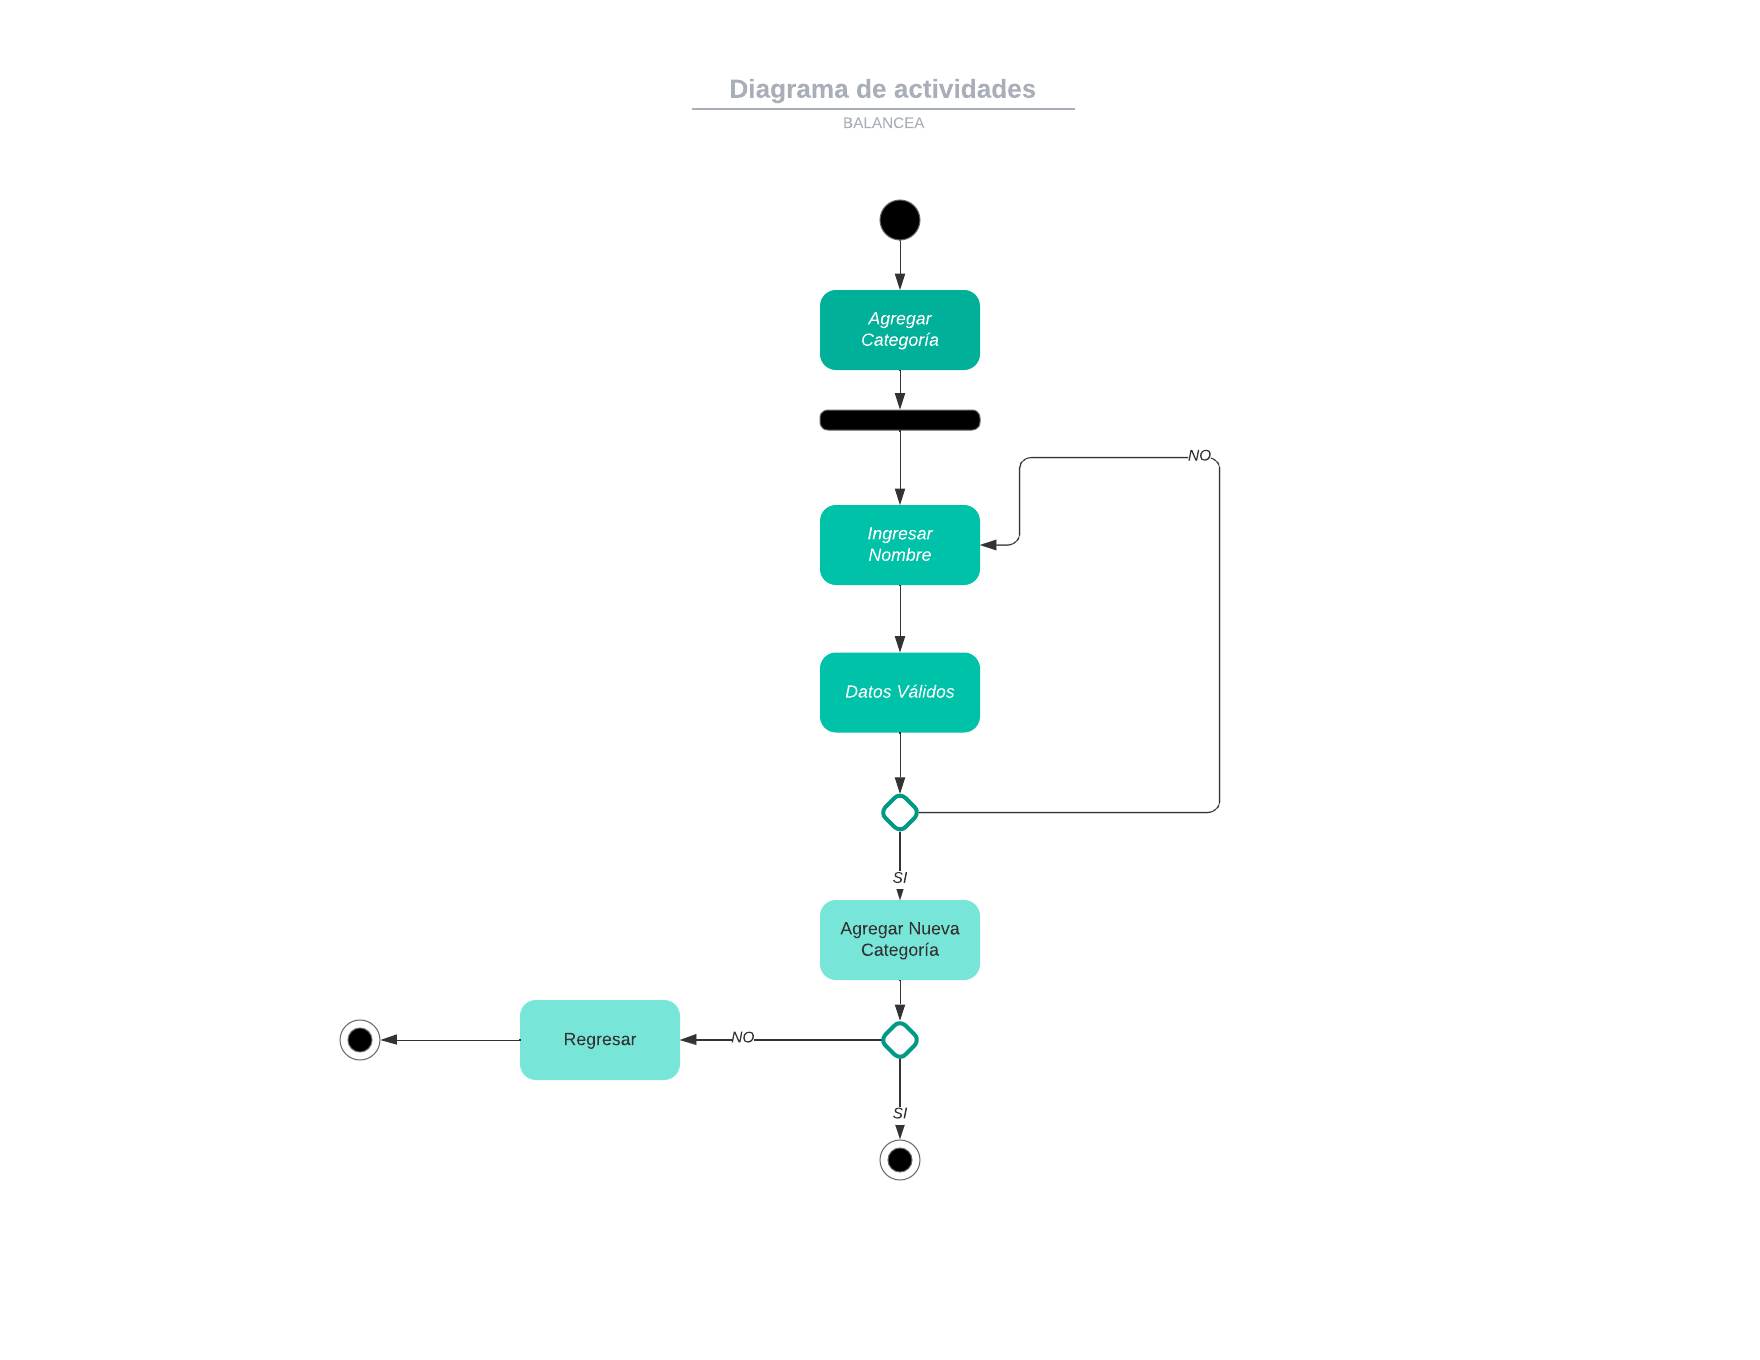 Diagrama de actividades
BALANCEA
Agregar
Categoría
NO
Ingresar
Nombre
Datos Válidos
SI
Agregar Nueva
Categoría
Regresar
NO
SI